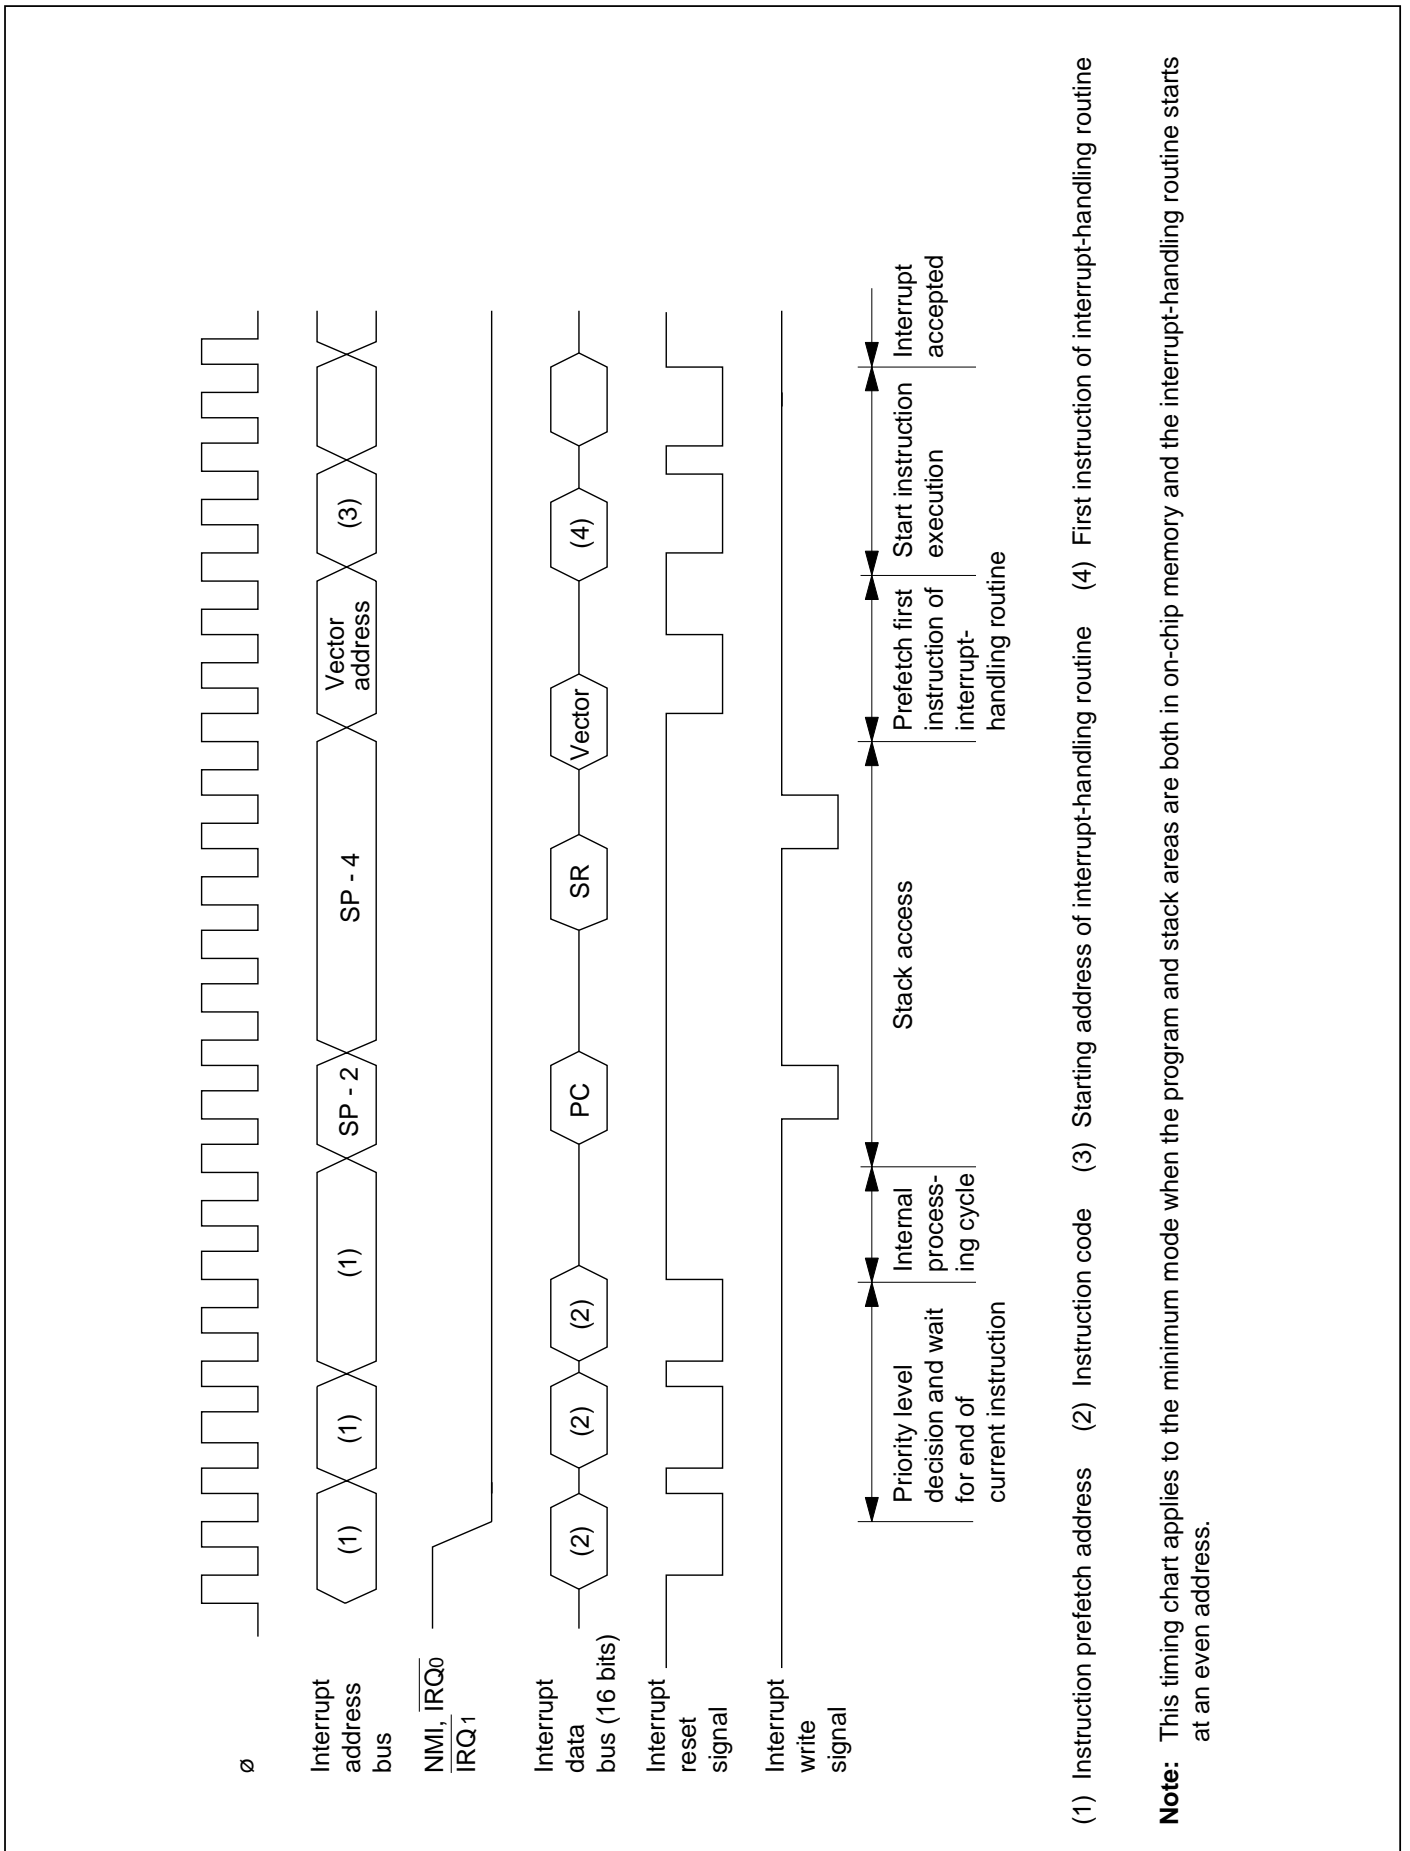 ø
Interrupt
address
bus
(1)
(1)
(1)
SP - 2
SP - 4
Vector
address
(3)
NMI, IRQ0
IRQ1
Interrupt
data
bus (16 bits)
(2)
(2)
(2)
PC
SR
Vector
(4)
Interrupt
reset
signal
Interrupt
write
signal
Priority level
decision and wait
for end of
current instruction
Internal
process-
ing cycle
Stack access
Prefetch first
instruction of
interrupt-
handling routine
Start instruction
execution
Interrupt
accepted
(1) Instruction prefetch address (2) Instruction code (3) Starting address of interrupt-handling routine (4) First instruction of interrupt-handling routine
Note: This timing chart applies to the minimum mode when the program and stack areas are both in on-chip memory and the interrupt-handling routine starts
at an even address.